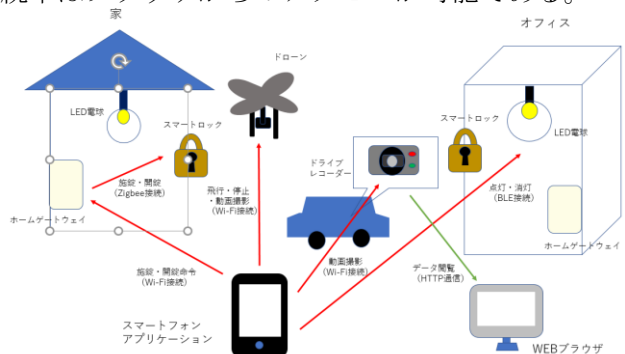 家
オフィス
ドローン
LED電球
スマートロック
スマートロック
LED電球
ドライブ
レコーダー
施錠・開錠
(Zigbee接続)
飛行・停止
・動画撮影
(Wi-Fi接続)
点灯・消灯
(BLE接続)
ホームゲートウェイ
ホームゲートウェイ
施錠・開錠命令
(Wi-Fi接続)
動画撮影
(Wi-Fi接続)
データ閲覧
(HTTP通信)
スマートフォン
アプリケーション
WEBブラウザ